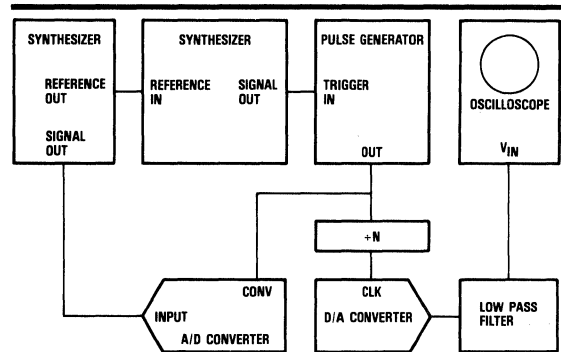 SYNTHESIZER
REFERENCE
OUT
SIGNAL
OUT
SYNTHESIZER
REFERENCE
IN
SIGNAL
OUT
PULSE GENERATOR
TRIGGER
IN
OUT
OSCILLOSCOPE
VIN
÷N
CONV
INPUT
A/D CONVERTER
CLK
D/A CONVERTER
LOW PASS
FILTER